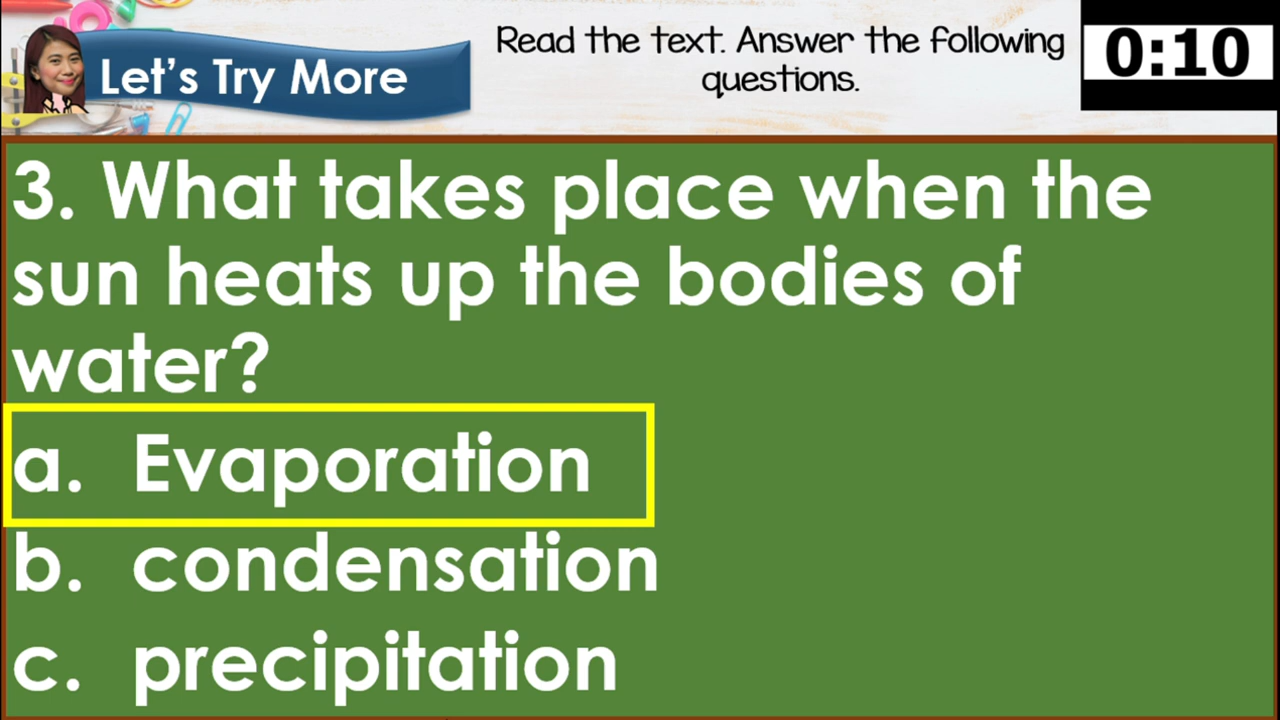 Let's Try More
Read the text. Answer the following
questions.
0:10
3. What takes place when the
sun heats up the bodies of
water?
a. Evaporation
b. condensation
c. precipitation